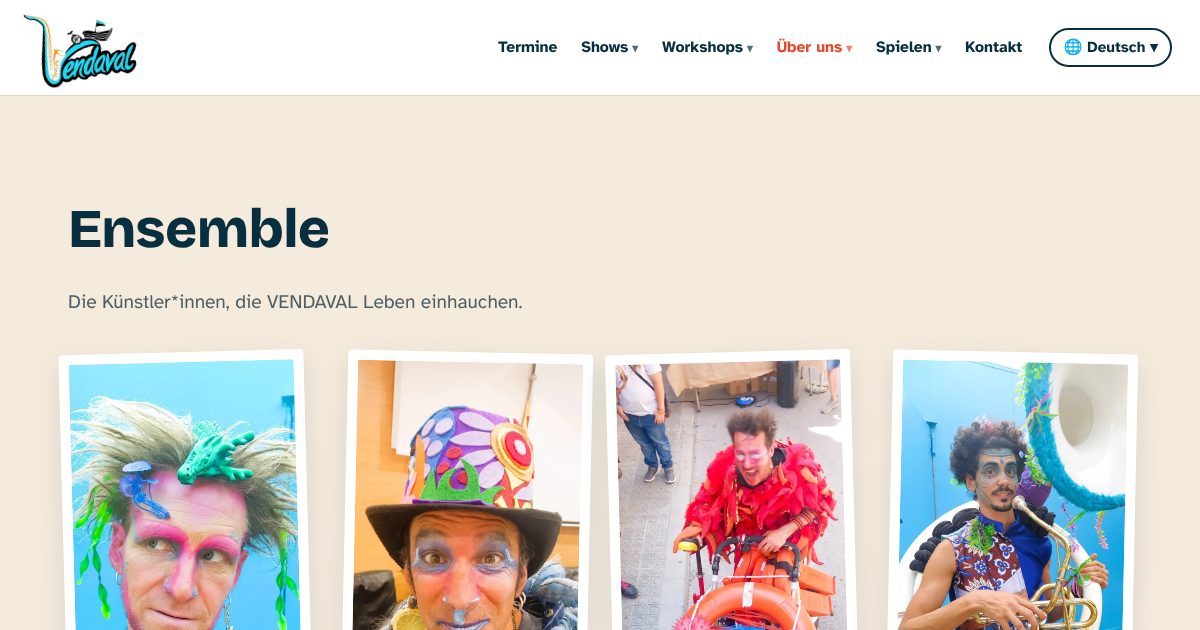 Vendaval
Termine Shows ▾ Workshops ▾ Über uns ▾ Spielen ▾ Kontakt 🌐 Deutsch ▾
Ensemble
Die Künstler*innen, die VENDAVAL Leben einhauchen.